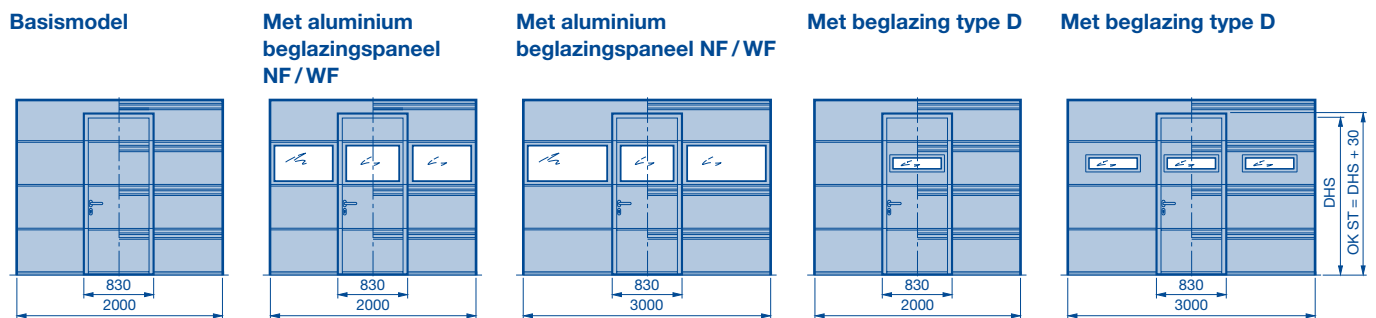 Basismodel
Met aluminium
beglazingspaneel
NF / WF
Met aluminium
beglazingspaneel NF / WF
Met beglazing type D
Met beglazing type D
830
2000
830
2000
830
3000
830
2000
830
3000
DHS
OK ST = DHS + 30